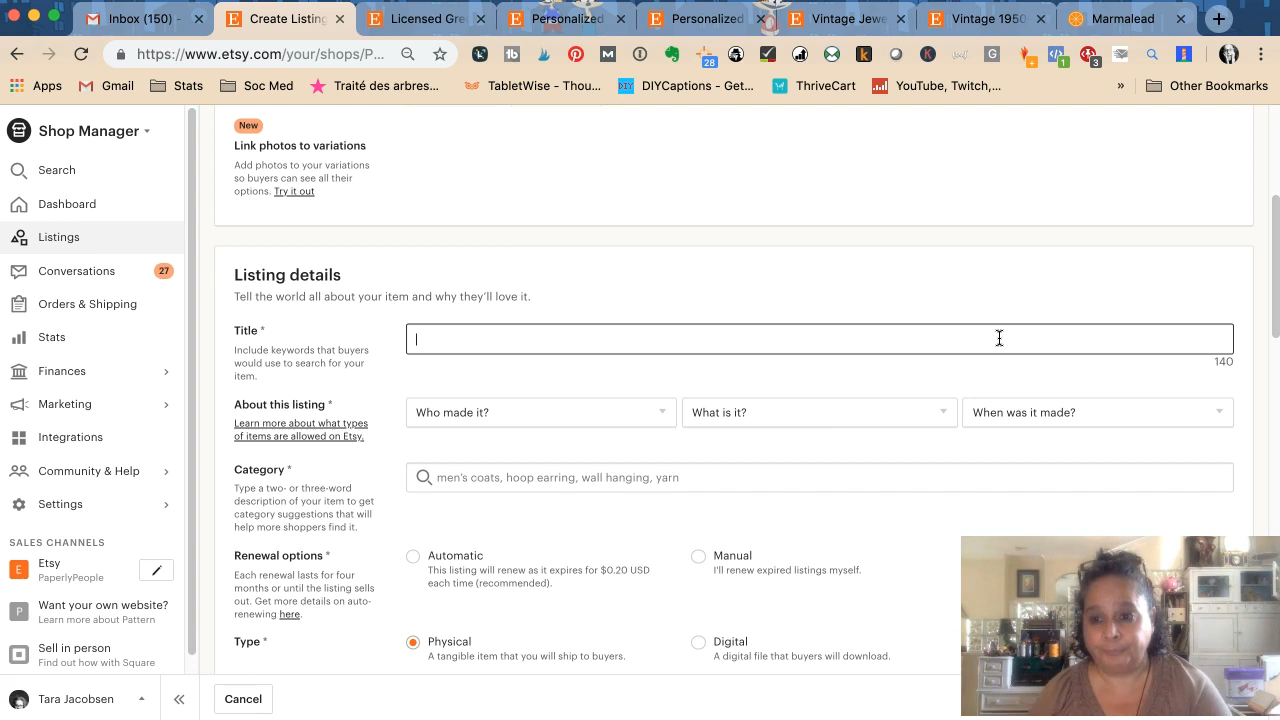 Inbox (150) -
Create Listing
Licensed Gre
Personalized
Personalized
Vintage Jewe
Vintage 1950
Marmalead
https://www.etsy.com/your/shops/P...
28
1
3
Apps
Gmail
Stats
Soc Med
Traité des arbres...
TabletWise - Thou...
DIYCaptions - Get...
ThriveCart
YouTube, Twitch,...
»
Other Bookmarks
Shop Manager
Search
Dashboard
Listings
Conversations
27
Orders & Shipping
Stats
Finances
Marketing
Integrations
Community & Help
Settings
SALES CHANNELS
E
Etsy
PaperlyPeople
P
Want your own website?
Learn more about Pattern
Sell in person
Find out how with Square
Tara Jacobsen
New
Link photos to variations
Add photos to your variations
so buyers can see all their
options. Try it out
Listing details
Tell the world all about your item and why they'll love it.
Title *
Include keywords that buyers
would use to search for your
item.
140
About this listing *
Learn more about what types
of items are allowed on Etsy.
Who made it?
What is it?
When was it made?
Category *
Type a two- or three-word
description of your item to get
category suggestions that will
help more shoppers find it.
men's coats, hoop earring, wall hanging, yarn
Renewal options *
Each renewal lasts for four
months or until the listing sells
out. Get more details on auto-
renewing here.
Automatic
This listing will renew as it expires for $0.20 USD
each time (recommended).
Manual
I'll renew expired listings myself.
Type *
Physical
A tangible item that you will ship to buyers.
Digital
A digital file that buyers will download.
Cancel